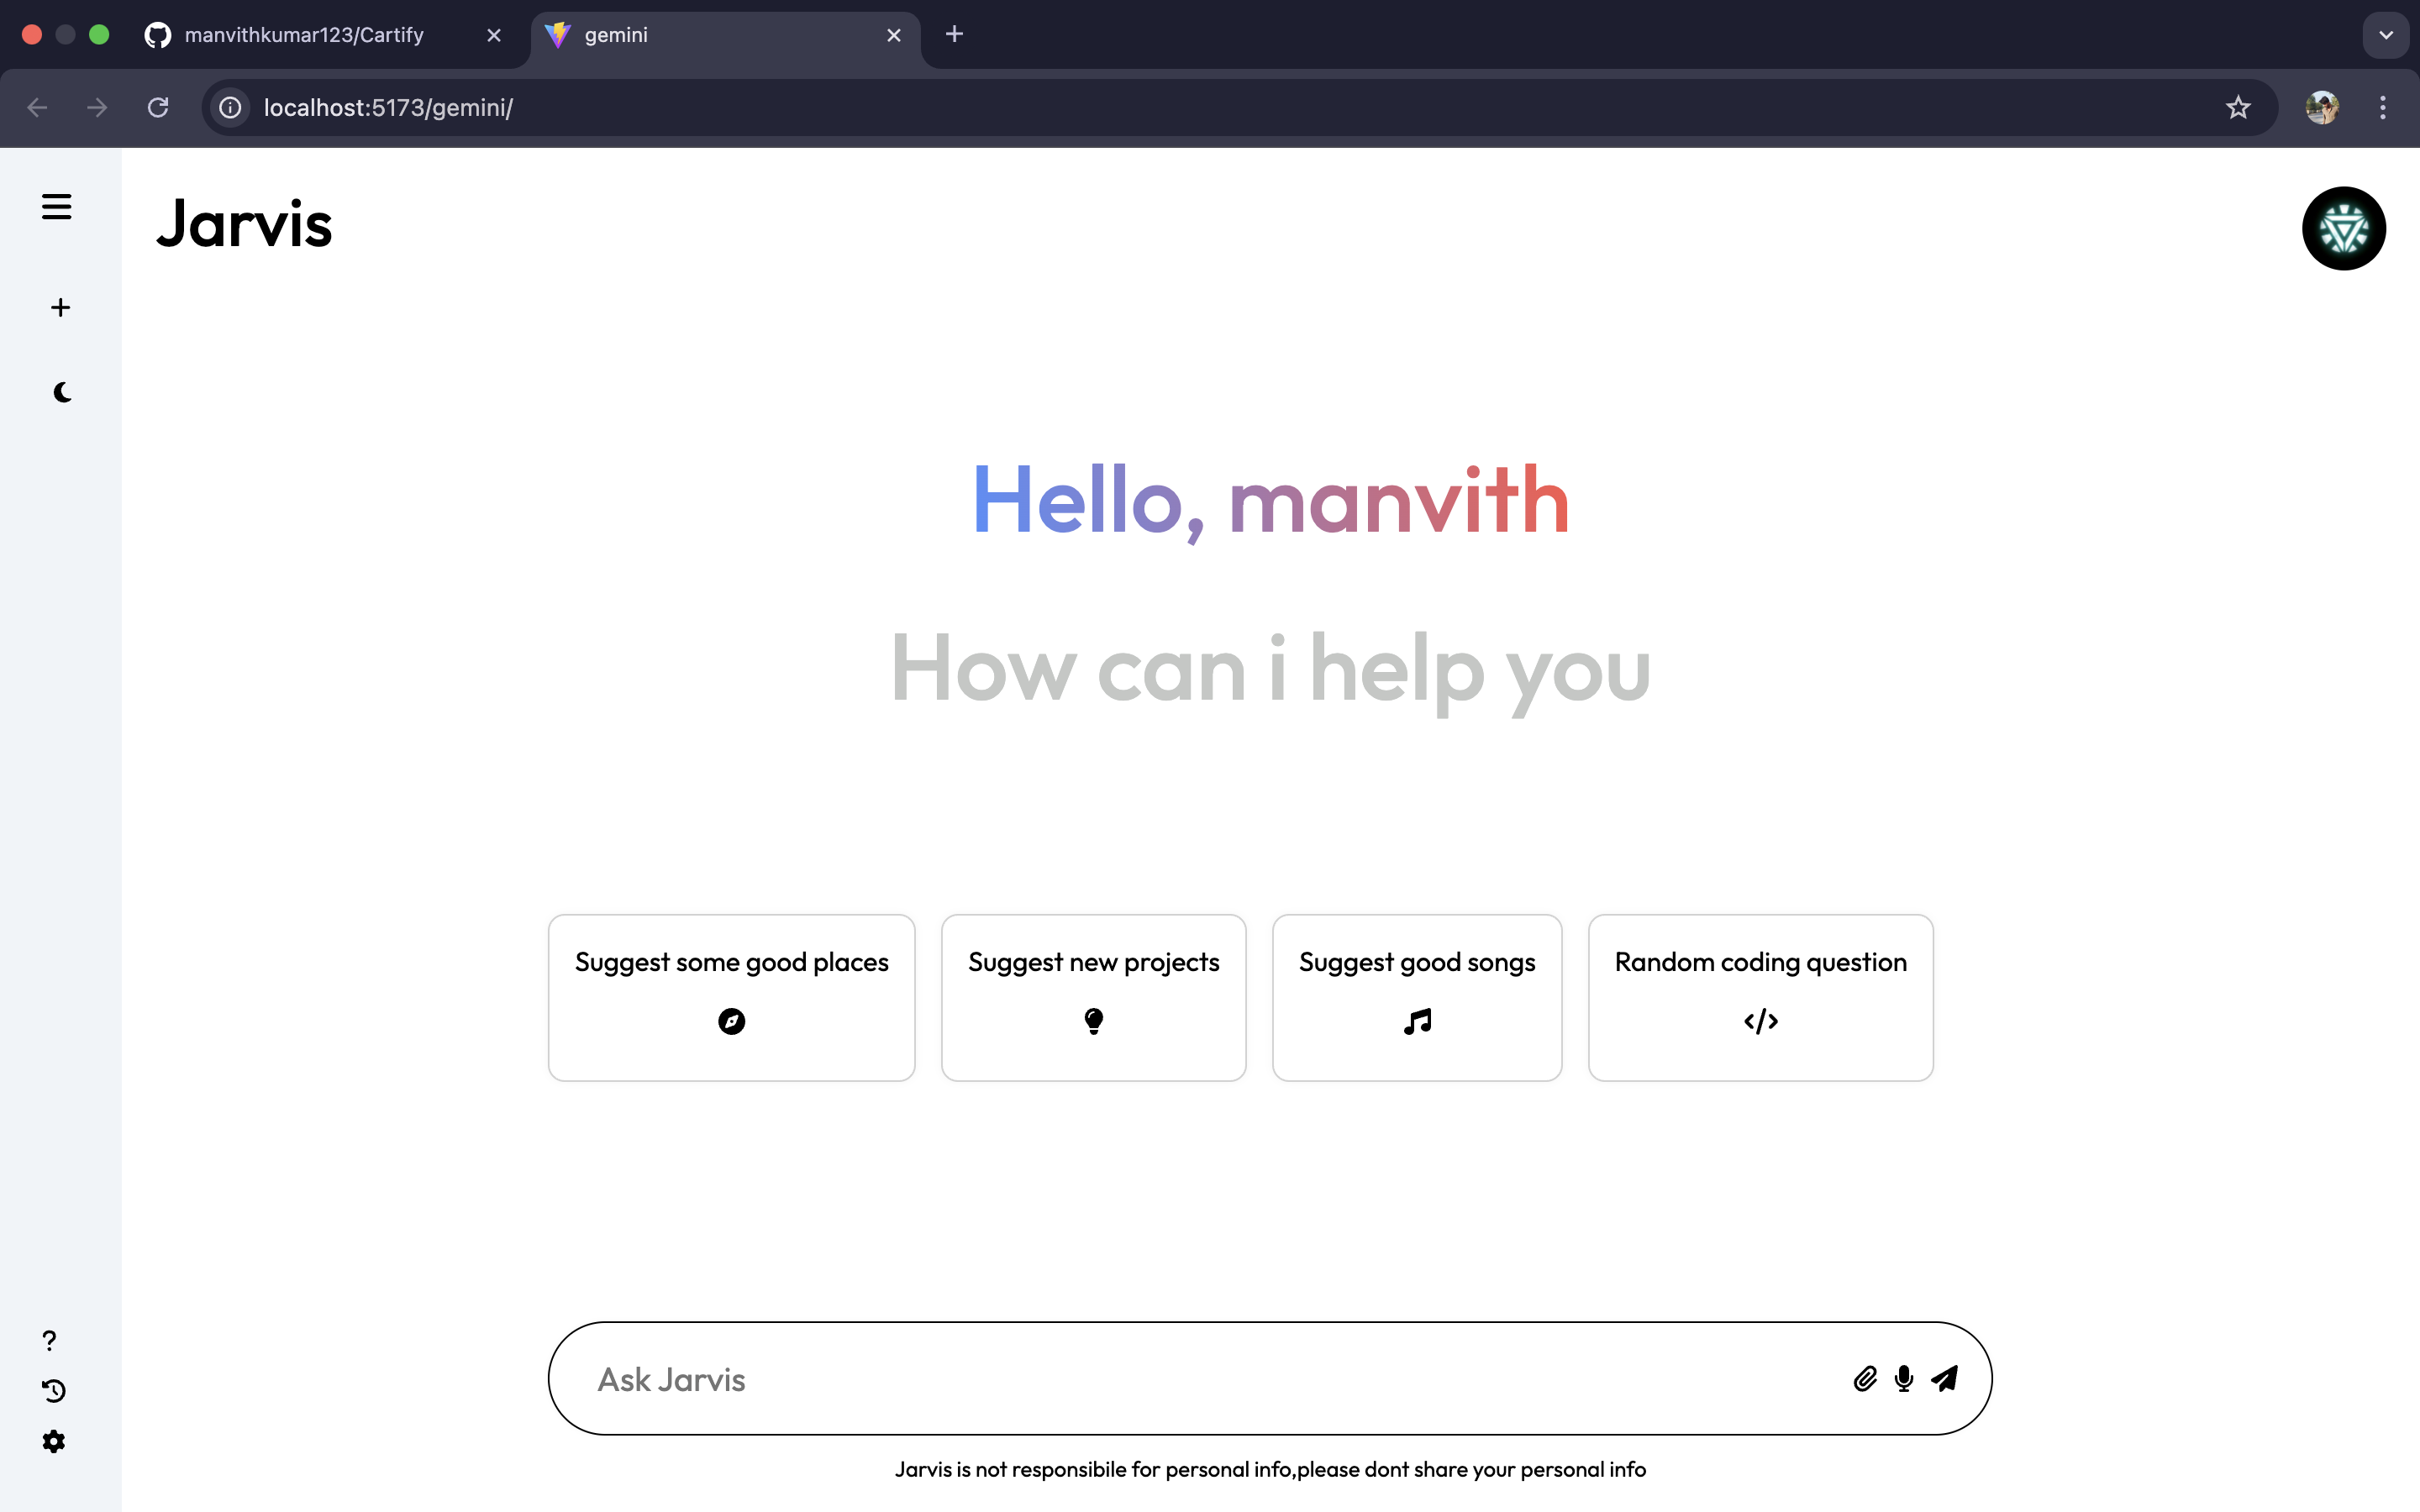 manvithkumar123/Cartify
gemini
localhost:5173/gemini/
Jarvis
Hello, manvith
How can i help you
Suggest some good places
Suggest new projects
Suggest good songs
Random coding question
Ask Jarvis
Jarvis is not responsibile for personal info,please dont share your personal info